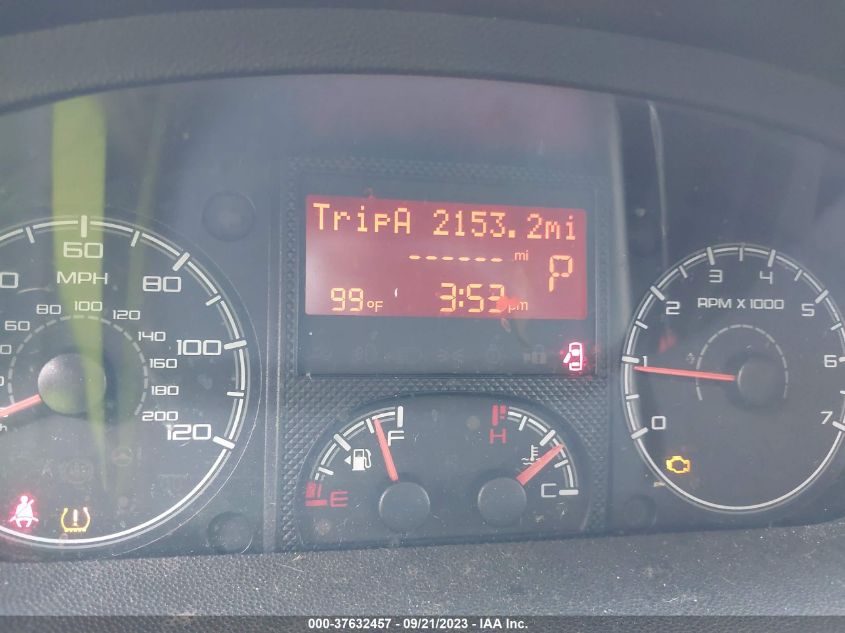 TripA 2153.2mi
------ mi
P
99°F 3:53 pm
60
MPH
80
100
120
60 80 100 120 140 160 180 200
0 1 2 3 4 5 6 7
RPM X 1000
E F
H C
000-37632457 - 09/21/2023 - IAA Inc.